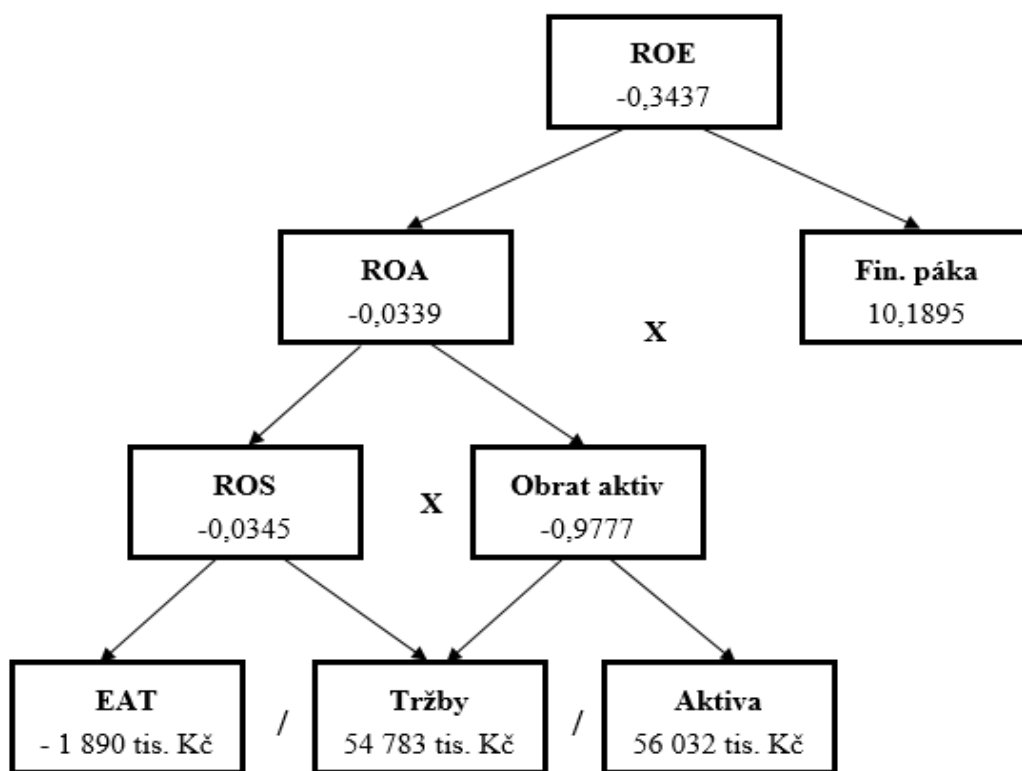 ROE
-0,3437
ROA
-0,0339
X
Fin. páka
10,1895
ROS
-0,0345
X
Obrat aktiv
-0,9777
EAT
- 1 890 tis. Kč
/
Tržby
54 783 tis. Kč
/
Aktiva
56 032 tis. Kč